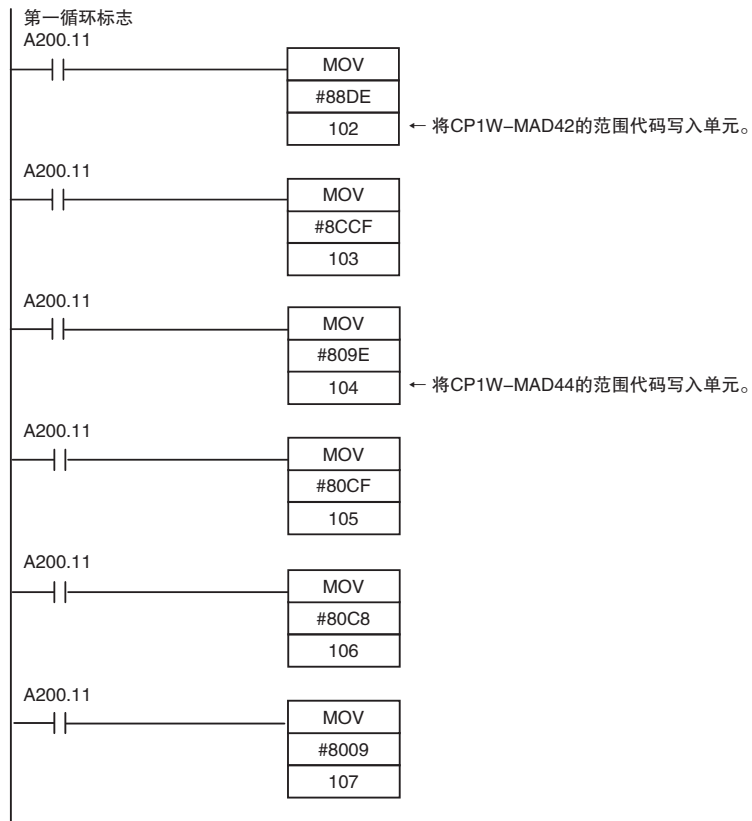 第一循环标志
A200.11
MOV
#88DE
102 ← 将CP1W–MAD42的范围代码写入单元。
A200.11
MOV
#8CCF
103
A200.11
MOV
#809E
104 ← 将CP1W–MAD44的范围代码写入单元。
A200.11
MOV
#80CF
105
A200.11
MOV
#80C8
106
A200.11
MOV
#8009
107